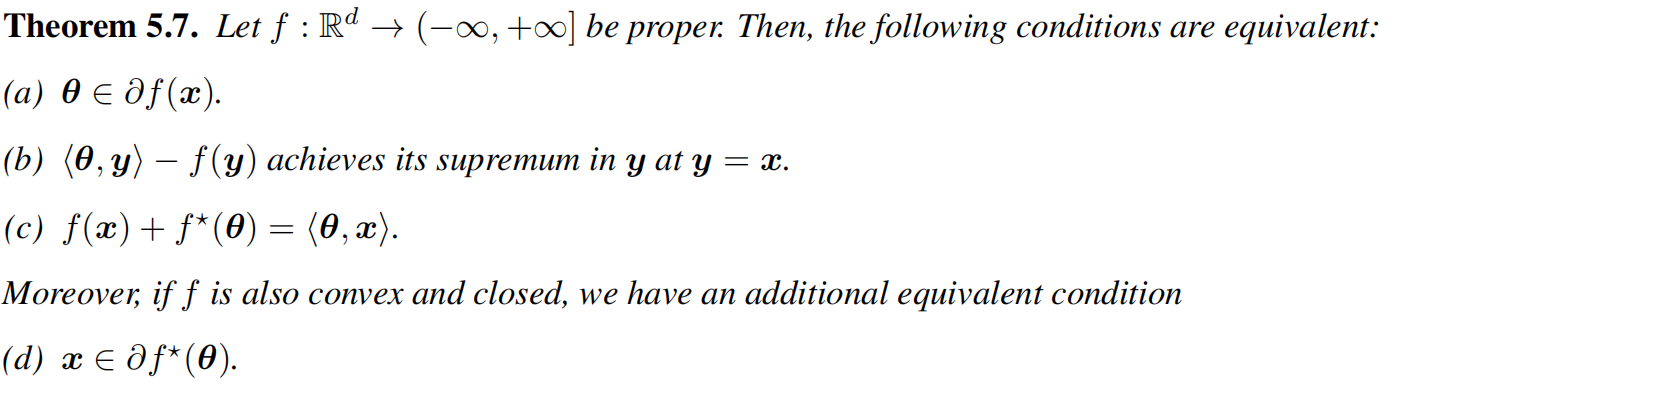 Theorem 5.7. Let f : ℝᵈ → (−∞, +∞] be proper. Then, the following conditions are equivalent:
(a) θ ∈ ∂f(x).
(b) ⟨θ, y⟩ − f(y) achieves its supremum in y at y = x.
(c) f(x) + f⋆(θ) = ⟨θ, x⟩.
Moreover, if f is also convex and closed, we have an additional equivalent condition
(d) x ∈ ∂f⋆(θ).